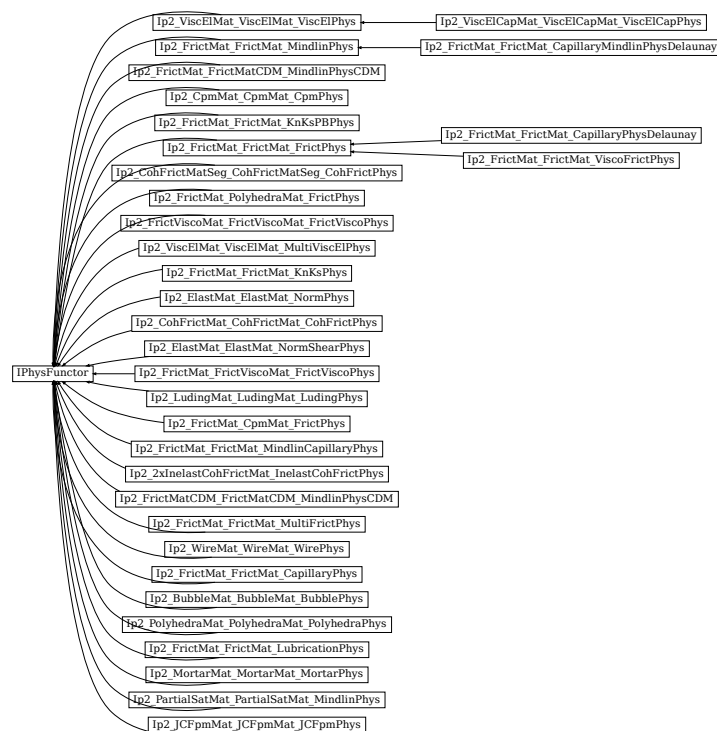 Ip2_ViscElMat_ViscElMat_ViscElPhys
Ip2_ViscElCapMat_ViscElCapMat_ViscElCapPhys
Ip2_FrictMat_FrictMat_MindlinPhys
Ip2_FrictMat_FrictMat_CapillaryMindlinPhysDelaunay
Ip2_FrictMat_FrictMatCDM_MindlinPhysCDM
Ip2_CpmMat_CpmMat_CpmPhys
Ip2_FrictMat_FrictMat_KnKsPBPhys
Ip2_FrictMat_FrictMat_CapillaryPhysDelaunay
Ip2_FrictMat_FrictMat_FrictPhys
Ip2_FrictMat_FrictMat_ViscoFrictPhys
Ip2_CohFrictMatSeg_CohFrictMatSeg_CohFrictPhys
Ip2_FrictMat_PolyhedraMat_FrictPhys
Ip2_FrictViscoMat_FrictViscoMat_FrictViscoPhys
Ip2_ViscElMat_ViscElMat_MultiViscElPhys
Ip2_FrictMat_FrictMat_KnKsPhys
Ip2_ElastMat_ElastMat_NormPhys
Ip2_CohFrictMat_CohFrictMat_CohFrictPhys
Ip2_ElastMat_ElastMat_NormShearPhys
IPhysFunctor
Ip2_FrictMat_FrictViscoMat_FrictViscoPhys
Ip2_LudingMat_LudingMat_LudingPhys
Ip2_FrictMat_CpmMat_FrictPhys
Ip2_FrictMat_FrictMat_MindlinCapillaryPhys
Ip2_2xInelastCohFrictMat_InelastCohFrictPhys
Ip2_FrictMatCDM_FrictMatCDM_MindlinPhysCDM
Ip2_FrictMat_FrictMat_MultiFrictPhys
Ip2_WireMat_WireMat_WirePhys
Ip2_FrictMat_FrictMat_CapillaryPhys
Ip2_BubbleMat_BubbleMat_BubblePhys
Ip2_PolyhedraMat_PolyhedraMat_PolyhedraPhys
Ip2_FrictMat_FrictMat_LubricationPhys
Ip2_MortarMat_MortarMat_MortarPhys
Ip2_PartialSatMat_PartialSatMat_MindlinPhys
Ip2_JCFpmMat_JCFpmMat_JCFpmPhys